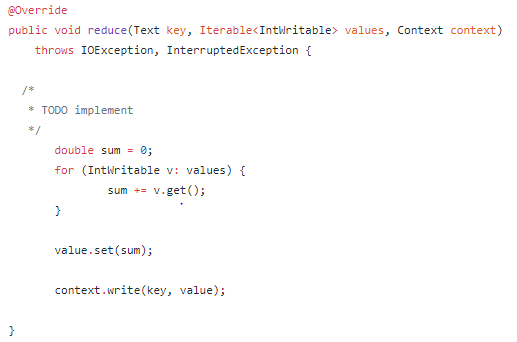 @Override
public void reduce(Text key, Iterable<IntWritable> values, Context context)
throws IOException, InterruptedException {
/*
* TODO implement
*/
double sum = 0;
for (IntWritable v: values) {
sum += v.get();
}
value.set(sum);
context.write(key, value);
}